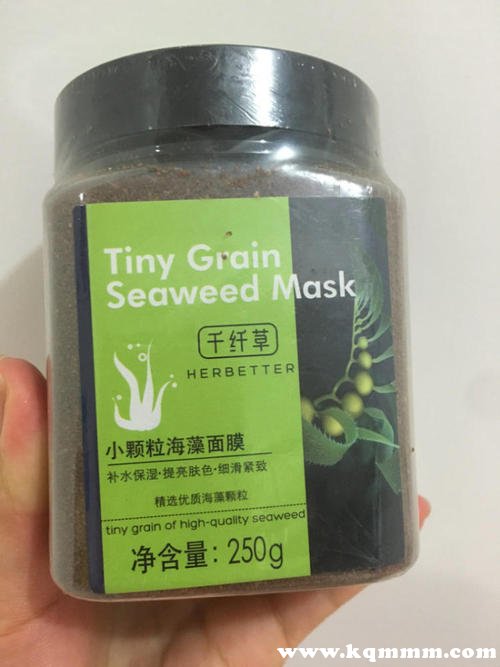 Tiny Grain
Seaweed Mask
千纤草
HERBETTER
小颗粒海藻面膜
补水保湿·提亮肤色·细滑紧致
精选优质海藻颗粒
tiny grain of high-quality seaweed
净含量：250g
www.kqmmm.com